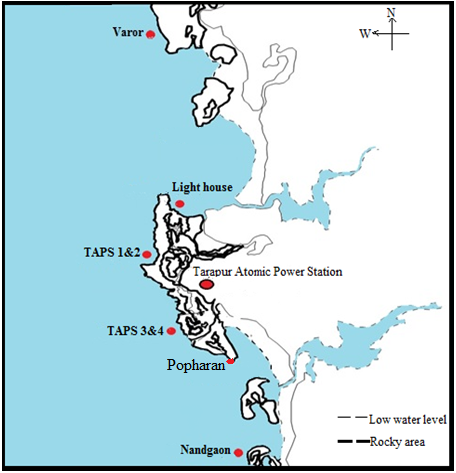 N
W
Varor
Light house
TAPS 1&2
Tarapur Atomic Power Station
TAPS 3&4
Popharan
Low water level
Rocky area
Nandgaon